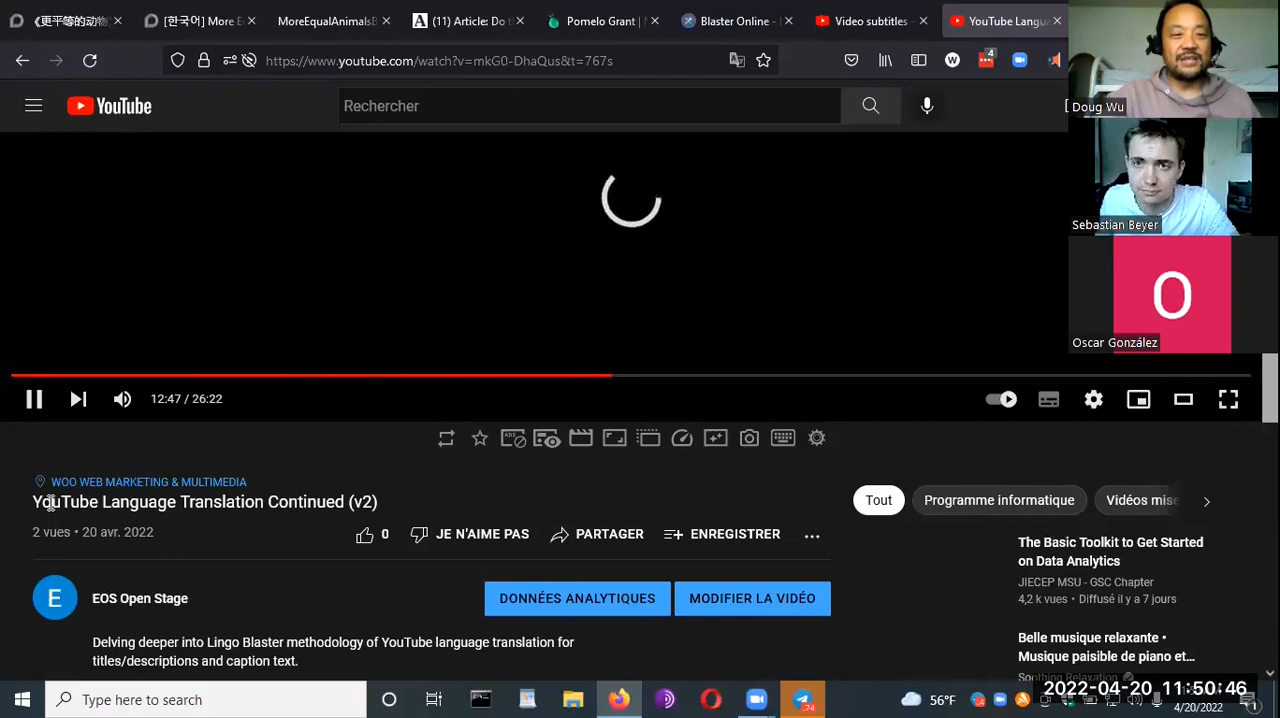 《更平等的动物
[한국어] More E
MoreEqualAnimalsB
(11) Article: Do th
Pomelo Grant |
Blaster Online -
Video subtitles -
YouTube Langu
https://www.youtube.com/watch?v=mkG0-DhaQus&t=767s
4
YouTube
Rechercher
Doug Wu
Sebastian Beyer
O
Oscar González
12:47 / 26:22
WOO WEB MARKETING & MULTIMEDIA
YouTube Language Translation Continued (v2)
2 vues • 20 avr. 2022
0
JE N'AIME PAS
PARTAGER
ENREGISTRER
Tout
Programme informatique
Vidéos mise
The Basic Toolkit to Get Started
on Data Analytics
JIECEP MSU - GSC Chapter
4,2 k vues • Diffusé il y a 7 jours
E
EOS Open Stage
DONNÉES ANALYTIQUES
MODIFIER LA VIDÉO
Delving deeper into Lingo Blaster methodology of YouTube language translation for
titles/descriptions and caption text.
Belle musique relaxante •
Musique paisible de piano et...
Soothing Relaxation
Type here to search
74
56°F
2022-04-20 11:50:46
4/20/2022
1